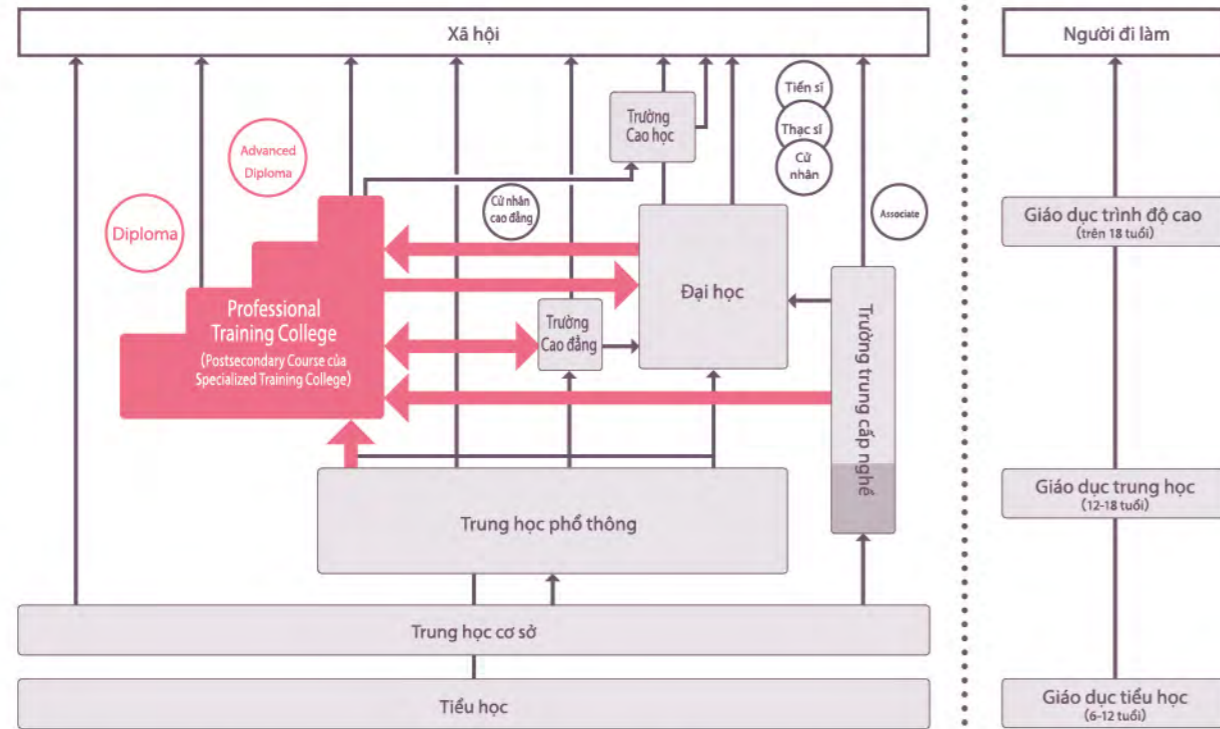 Xã hội
Người đi làm
Tiến sĩ
Thạc sĩ
Cử
nhân
Trường
Cao học
Advanced
Diploma
Cử nhân
cao đẳng
Associate
Diploma
Giáo dục trình độ cao
(trên 18 tuổi)
Đại học
Professional
Training College
(Postsecondary Course của
Specialized Training College)
Trường
Cao đẳng
Trường trung cấp nghề
Giáo dục trung học
(12-18 tuổi)
Trung học phổ thông
Trung học cơ sở
Tiểu học
Giáo dục tiểu học
(6-12 tuổi)